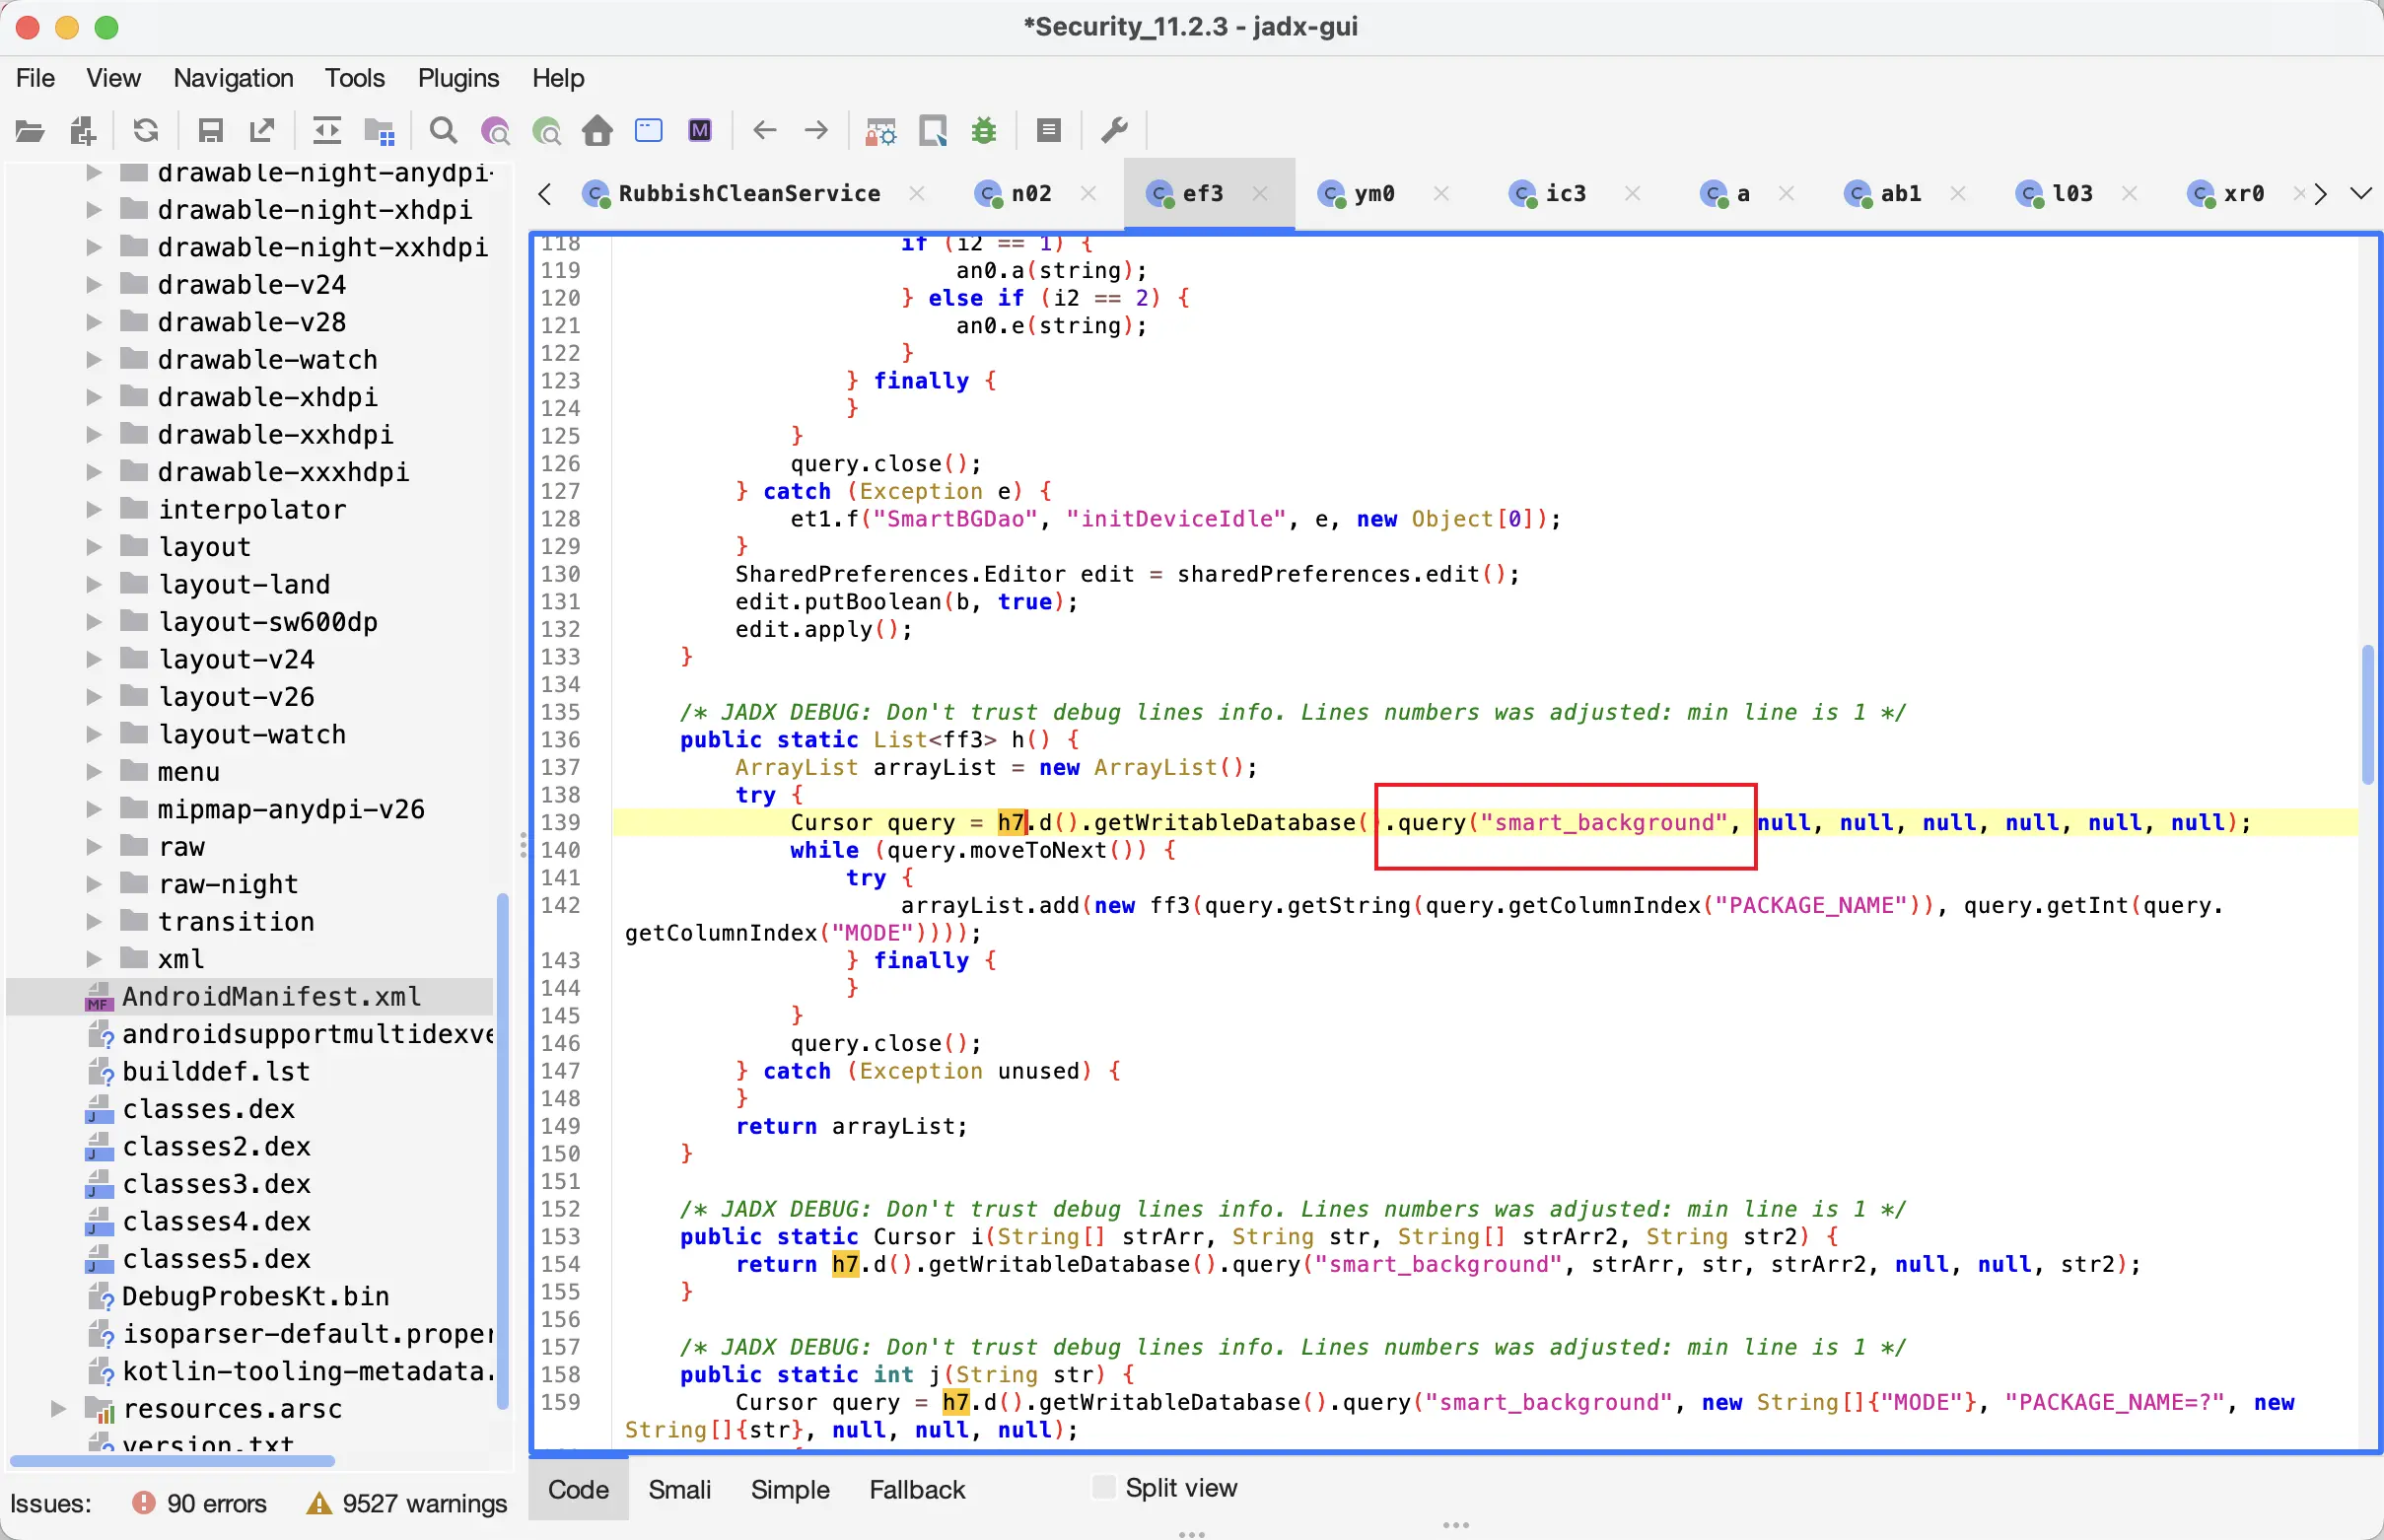 *Security_11.2.3 - jadx-gui
File View Navigation Tools Plugins Help
drawable-night-anydpi-
drawable-night-xhdpi
drawable-night-xxhdpi
drawable-v24
drawable-v28
drawable-watch
drawable-xhdpi
drawable-xxhdpi
drawable-xxxhdpi
interpolator
layout
layout-land
layout-sw600dp
layout-v24
layout-v26
layout-watch
menu
mipmap-anydpi-v26
raw
raw-night
transition
xml
MF AndroidManifest.xml
androidsupportmultidexve
builddef.lst
classes.dex
classes2.dex
classes3.dex
classes4.dex
classes5.dex
DebugProbesKt.bin
isoparser-default.proper
kotlin-tooling-metadata.
resources.arsc
version.txt
RubbishCleanService n02 ef3 ym0 ic3 a ab1 l03 xr0
118 if (i2 == 1) {
119 an0.a(string);
120 } else if (i2 == 2) {
121 an0.e(string);
122 }
123 } finally {
124 }
125 }
126 query.close();
127 } catch (Exception e) {
128 et1.f("SmartBGDao", "initDeviceIdle", e, new Object[0]);
129 }
130 SharedPreferences.Editor edit = sharedPreferences.edit();
131 edit.putBoolean(b, true);
132 edit.apply();
133 }
134
135 /* JADX DEBUG: Don't trust debug lines info. Lines numbers was adjusted: min line is 1 */
136 public static List<ff3> h() {
137 ArrayList arrayList = new ArrayList();
138 try {
139 Cursor query = h7.d().getWritableDatabase().query("smart_background", null, null, null, null, null, null);
140 while (query.moveToNext()) {
141 try {
142 arrayList.add(new ff3(query.getString(query.getColumnIndex("PACKAGE_NAME")), query.getInt(query.
getColumnIndex("MODE"))));
143 } finally {
144 }
145 }
146 query.close();
147 } catch (Exception unused) {
148 }
149 return arrayList;
150 }
151
152 /* JADX DEBUG: Don't trust debug lines info. Lines numbers was adjusted: min line is 1 */
153 public static Cursor i(String[] strArr, String str, String[] strArr2, String str2) {
154 return h7.d().getWritableDatabase().query("smart_background", strArr, str, strArr2, null, null, str2);
155 }
156
157 /* JADX DEBUG: Don't trust debug lines info. Lines numbers was adjusted: min line is 1 */
158 public static int j(String str) {
159 Cursor query = h7.d().getWritableDatabase().query("smart_background", new String[]{"MODE"}, "PACKAGE_NAME=?", new
String[]{str}, null, null, null);
Code Smali Simple Fallback Split view
Issues: 90 errors 9527 warnings